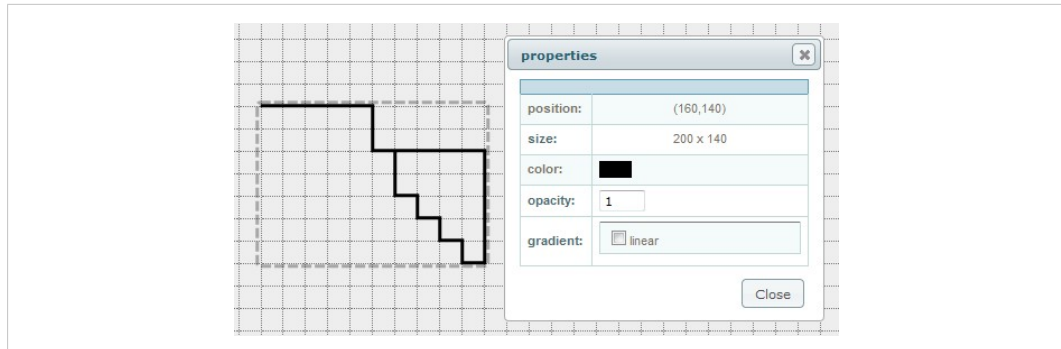 properties
position: (160,140)
size: 200 x 140
color:
opacity: 1
gradient: linear
Close